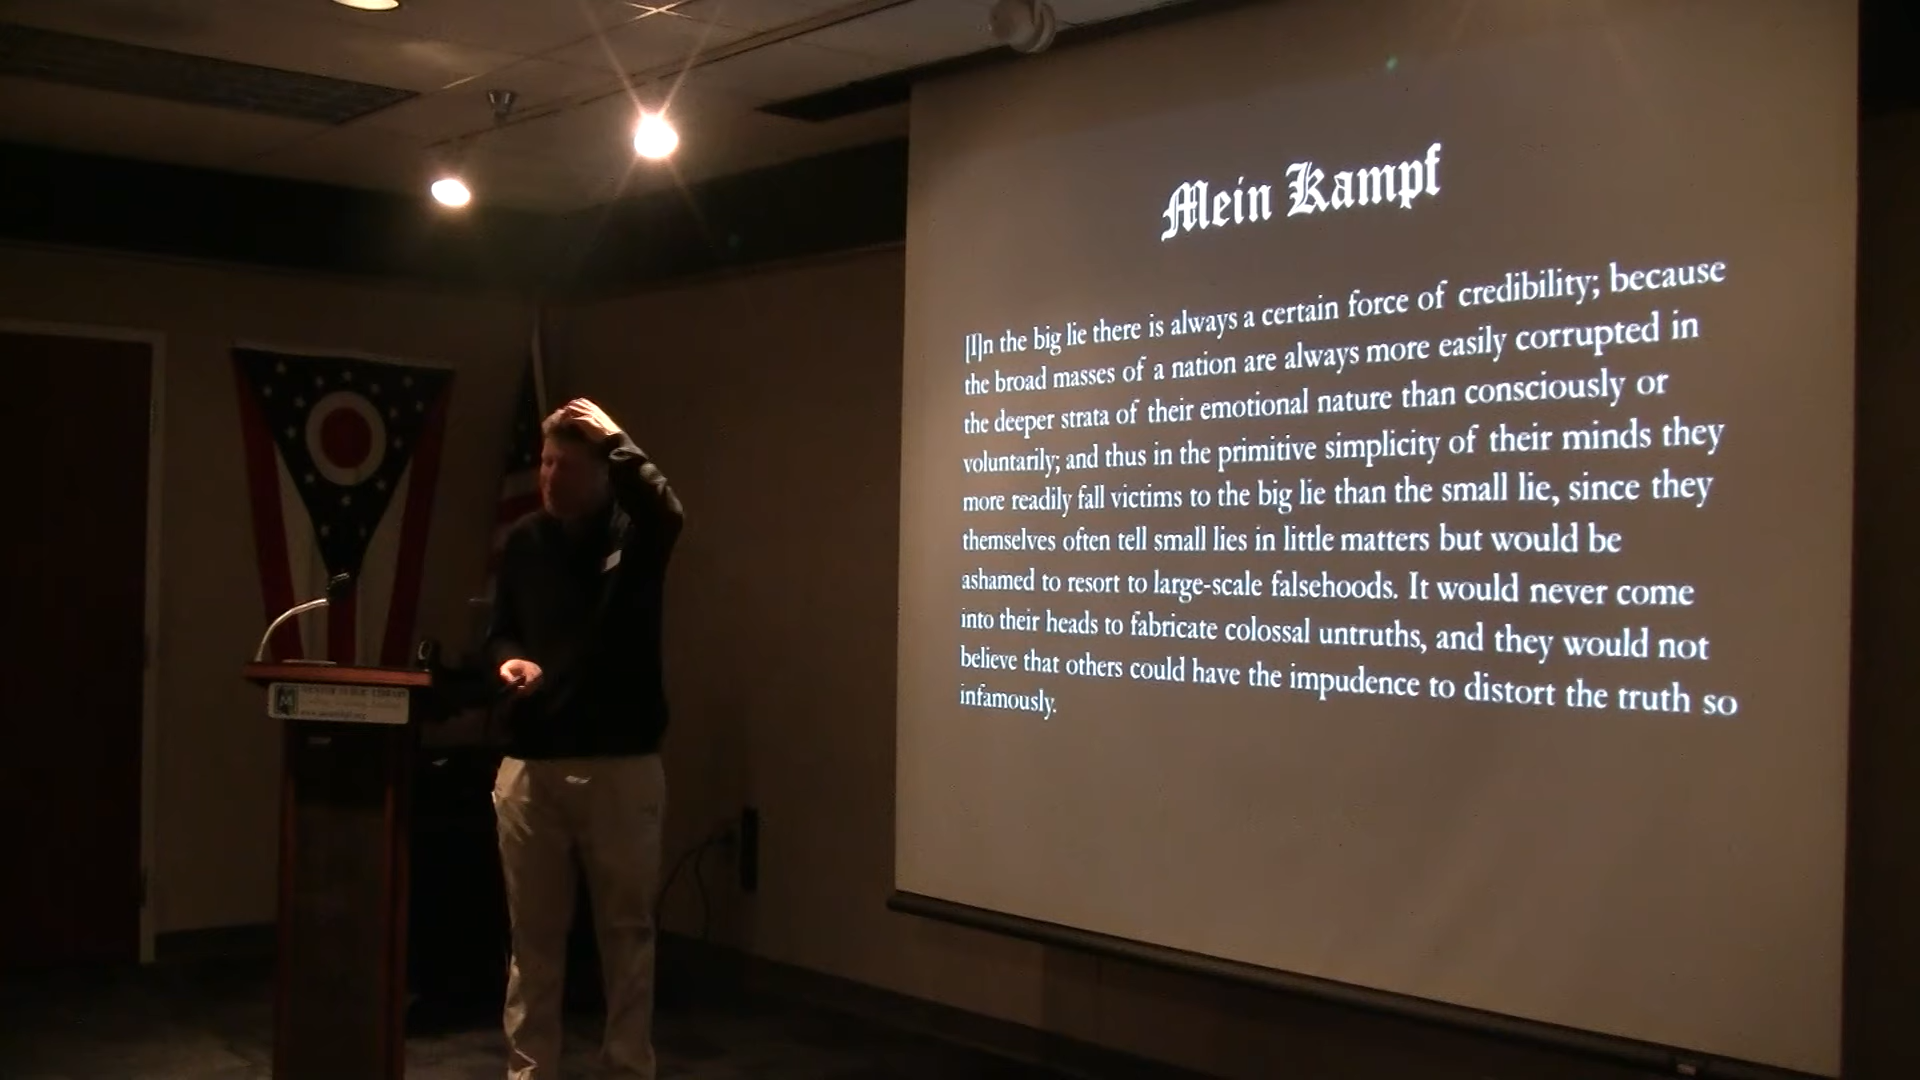 Mein Kampf
[I]n the big lie there is always a certain force of credibility; because
the broad masses of a nation are always more easily corrupted in
the deeper strata of their emotional nature than consciously or
voluntarily; and thus in the primitive simplicity of their minds they
more readily fall victims to the big lie than the small lie, since they
themselves often tell small lies in little matters but would be
ashamed to resort to large-scale falsehoods. It would never come
into their heads to fabricate colossal untruths, and they would not
believe that others could have the impudence to distort the truth so
infamously.
PUBLIC LIBRARY